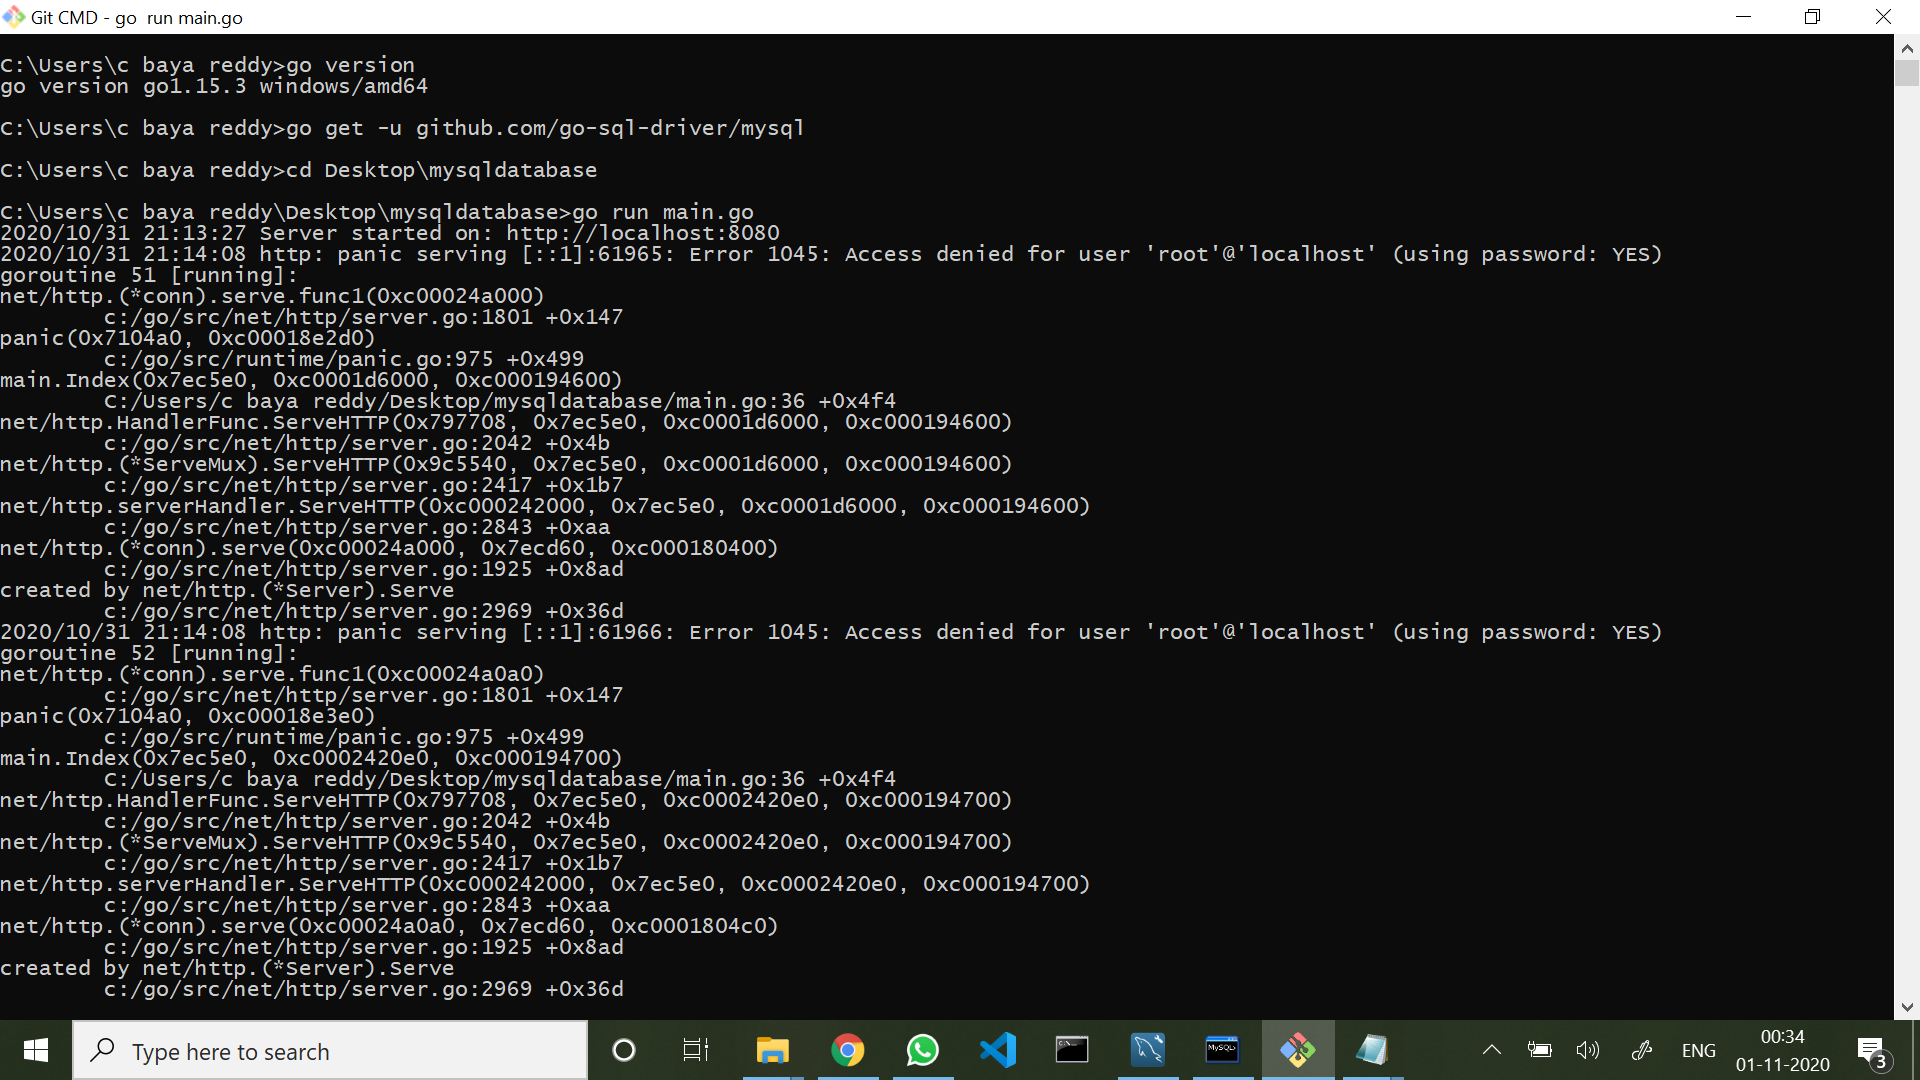 Git CMD - go  run main.go
C:\Users\c baya reddy>go version
go version go1.15.3 windows/amd64
C:\Users\c baya reddy>go get -u github.com/go-sql-driver/mysql
C:\Users\c baya reddy>cd Desktop\mysqldatabase
C:\Users\c baya reddy\Desktop\mysqldatabase>go run main.go
2020/10/31 21:13:27 Server started on: http://localhost:8080
2020/10/31 21:14:08 http: panic serving [::1]:61965: Error 1045: Access denied for user 'root'@'localhost' (using password: YES)
goroutine 51 [running]:
net/http.(*conn).serve.func1(0xc00024a000)
        c:/go/src/net/http/server.go:1801 +0x147
panic(0x7104a0, 0xc00018e2d0)
        c:/go/src/runtime/panic.go:975 +0x499
main.Index(0x7ec5e0, 0xc0001d6000, 0xc000194600)
        C:/Users/c baya reddy/Desktop/mysqldatabase/main.go:36 +0x4f4
net/http.HandlerFunc.ServeHTTP(0x797708, 0x7ec5e0, 0xc0001d6000, 0xc000194600)
        c:/go/src/net/http/server.go:2042 +0x4b
net/http.(*ServeMux).ServeHTTP(0x9c5540, 0x7ec5e0, 0xc0001d6000, 0xc000194600)
        c:/go/src/net/http/server.go:2417 +0x1b7
net/http.serverHandler.ServeHTTP(0xc000242000, 0x7ec5e0, 0xc0001d6000, 0xc000194600)
        c:/go/src/net/http/server.go:2843 +0xaa
net/http.(*conn).serve(0xc00024a000, 0x7ecd60, 0xc000180400)
        c:/go/src/net/http/server.go:1925 +0x8ad
created by net/http.(*Server).Serve
        c:/go/src/net/http/server.go:2969 +0x36d
2020/10/31 21:14:08 http: panic serving [::1]:61966: Error 1045: Access denied for user 'root'@'localhost' (using password: YES)
goroutine 52 [running]:
net/http.(*conn).serve.func1(0xc00024a0a0)
        c:/go/src/net/http/server.go:1801 +0x147
panic(0x7104a0, 0xc00018e3e0)
        c:/go/src/runtime/panic.go:975 +0x499
main.Index(0x7ec5e0, 0xc0002420e0, 0xc000194700)
        C:/Users/c baya reddy/Desktop/mysqldatabase/main.go:36 +0x4f4
net/http.HandlerFunc.ServeHTTP(0x797708, 0x7ec5e0, 0xc0002420e0, 0xc000194700)
        c:/go/src/net/http/server.go:2042 +0x4b
net/http.(*ServeMux).ServeHTTP(0x9c5540, 0x7ec5e0, 0xc0002420e0, 0xc000194700)
        c:/go/src/net/http/server.go:2417 +0x1b7
net/http.serverHandler.ServeHTTP(0xc000242000, 0x7ec5e0, 0xc0002420e0, 0xc000194700)
        c:/go/src/net/http/server.go:2843 +0xaa
net/http.(*conn).serve(0xc00024a0a0, 0x7ecd60, 0xc0001804c0)
        c:/go/src/net/http/server.go:1925 +0x8ad
created by net/http.(*Server).Serve
        c:/go/src/net/http/server.go:2969 +0x36d
Type here to search
MySQL>
ENG
00:34
01-11-2020
3